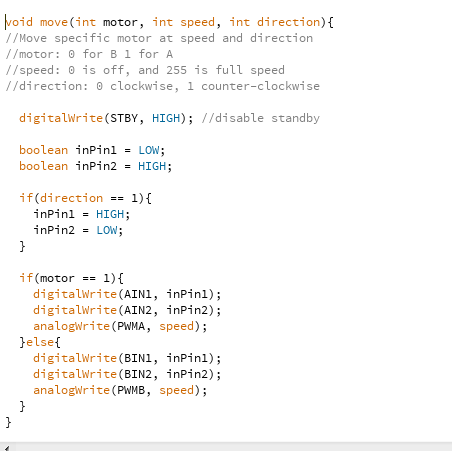 void move(int motor, int speed, int direction){
//Move specific motor at speed and direction
//motor: 0 for B 1 for A
//speed: 0 is off, and 255 is full speed
//direction: 0 clockwise, 1 counter-clockwise

  digitalWrite(STBY, HIGH); //disable standby

  boolean inPin1 = LOW;
  boolean inPin2 = HIGH;

  if(direction == 1){
    inPin1 = HIGH;
    inPin2 = LOW;
  }

  if(motor == 1){
    digitalWrite(AIN1, inPin1);
    digitalWrite(AIN2, inPin2);
    analogWrite(PWMA, speed);
  }else{
    digitalWrite(BIN1, inPin1);
    digitalWrite(BIN2, inPin2);
    analogWrite(PWMB, speed);
  }
}